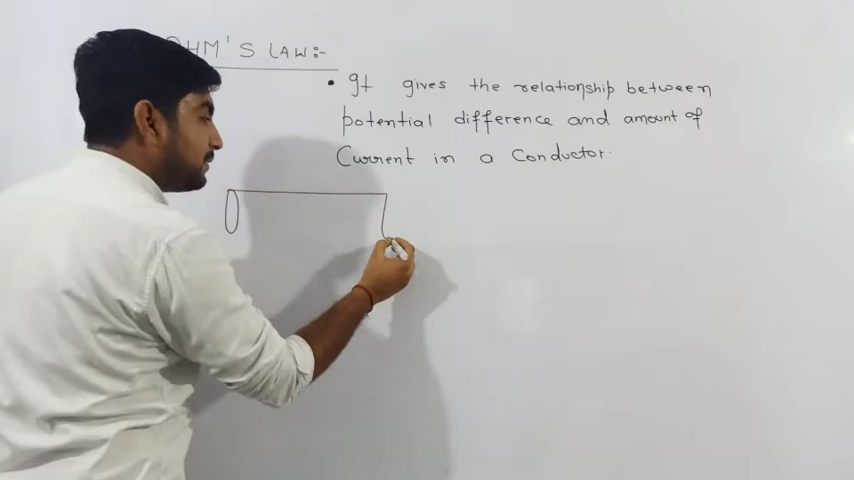 OHM'S LAW:-
• It gives the relationship between
potential difference and amount of
Current in a Conductor.